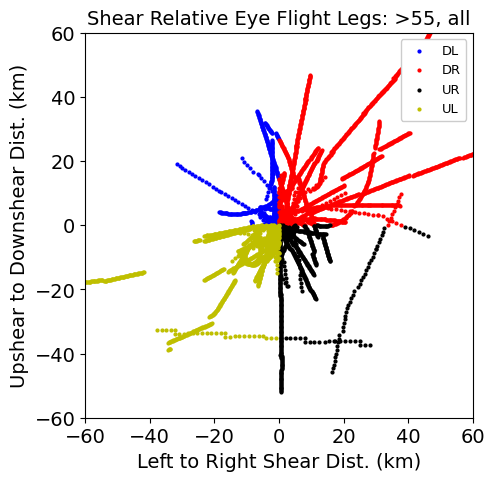 Shear Relative Eye Flight Legs: >55, all
DL
DR
UR
UL
Upshear to Downshear Dist. (km)
60
40
20
0
−20
−40
−60
−60 −40 −20 0 20 40 60
Left to Right Shear Dist. (km)